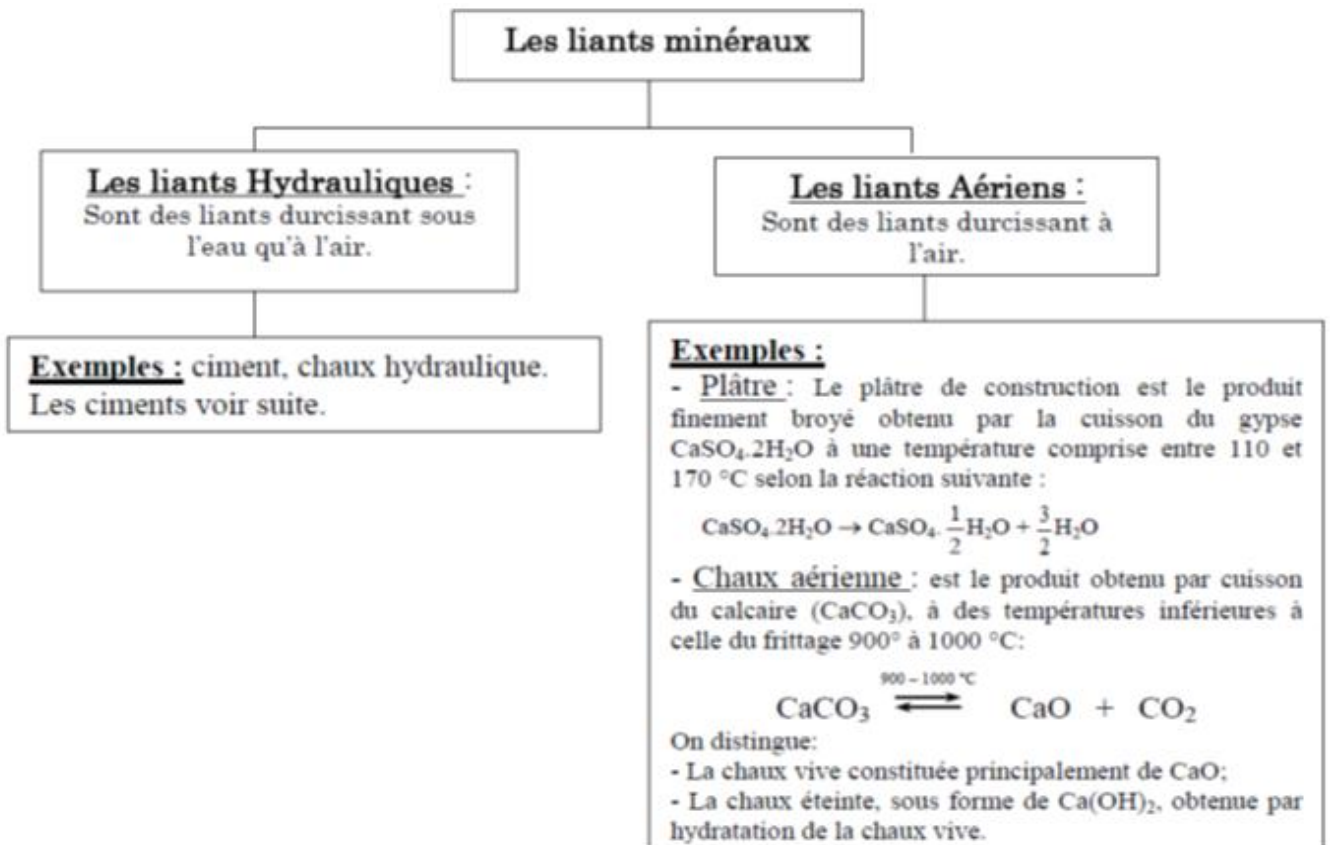 Les liants minéraux
Les liants Hydrauliques :
Sont des liants durcissant sous
l'eau qu'à l'air.
Exemples : ciment, chaux hydraulique.
Les ciments voir suite.
Les liants Aériens :
Sont des liants durcissant à
l'air.
Exemples :
- Plâtre : Le plâtre de construction est le produit
finement broyé obtenu par la cuisson du gypse
CaSO₄.2H₂O à une température comprise entre 110 et
170 °C selon la réaction suivante :
CaSO₄.2H₂O → CaSO₄.1/2 H₂O + 3/2 H₂O
- Chaux aérienne : est le produit obtenu par cuisson
du calcaire (CaCO₃), à des températures inférieures à
celle du frittage 900° à 1000 °C:
900 – 1000 °C
CaCO₃ ⇌ CaO + CO₂
On distingue:
- La chaux vive constituée principalement de CaO;
- La chaux éteinte, sous forme de Ca(OH)₂, obtenue par
hydratation de la chaux vive.